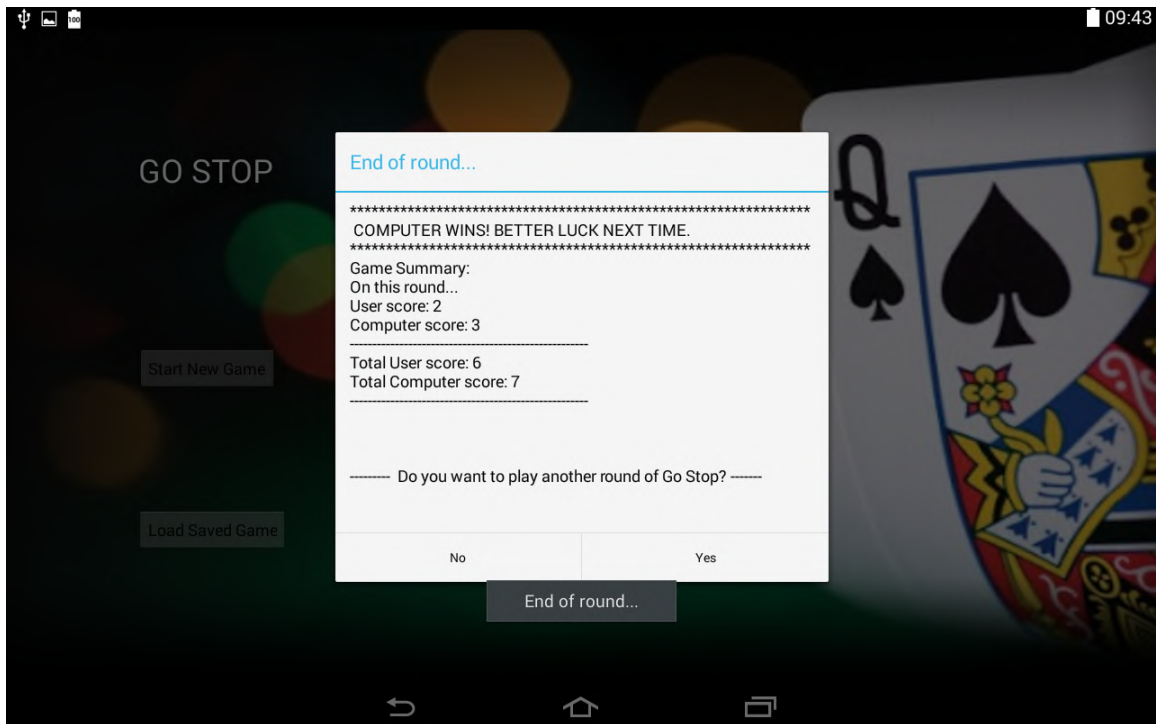 100
09:43
GO STOP
Q
Start New Game
Load Saved Game
End of round...
****************************************************************
COMPUTER WINS! BETTER LUCK NEXT TIME.
****************************************************************
Game Summary:
On this round...
User score: 2
Computer score: 3
-----------------------------------------------------
Total User score: 6
Total Computer score: 7
-----------------------------------------------------
--------- Do you want to play another round of Go Stop? -------
No
Yes
End of round...